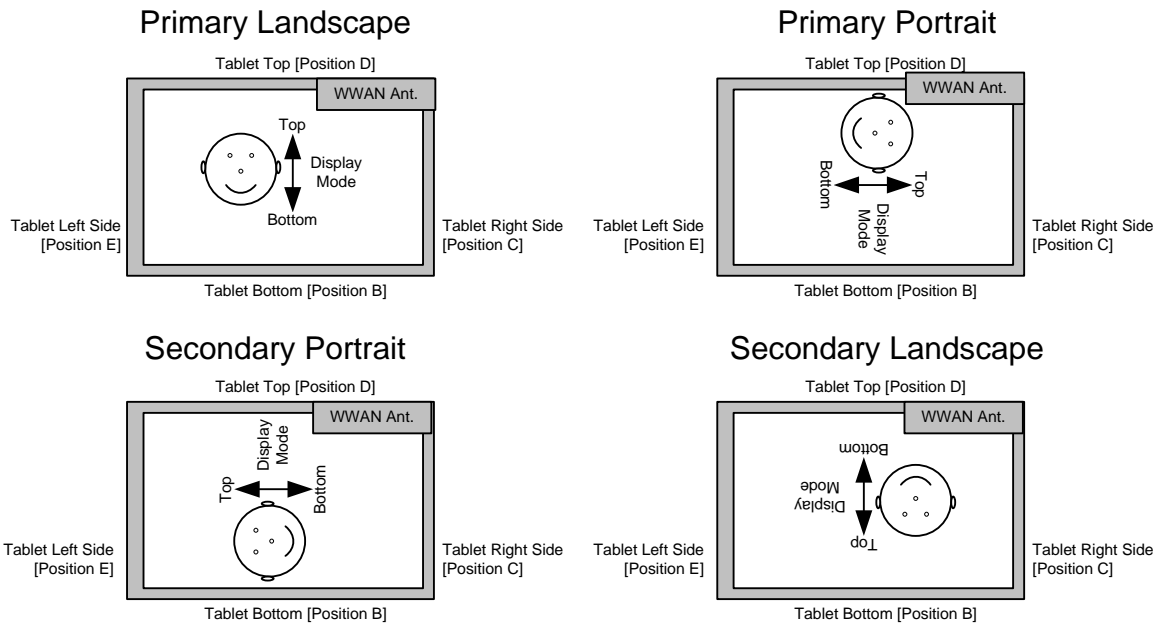 Primary Landscape
Tablet Top [Position D]
WWAN Ant.
Top
Display
Mode
Bottom
Tablet Left Side
[Position E]
Tablet Right Side
[Position C]
Tablet Bottom [Position B]
Primary Portrait
Tablet Top [Position D]
WWAN Ant.
Top
Bottom
Display
Mode
Tablet Left Side
[Position E]
Tablet Right Side
[Position C]
Tablet Bottom [Position B]
Secondary Portrait
Tablet Top [Position D]
WWAN Ant.
Display
Mode
Top
Bottom
Tablet Left Side
[Position E]
Tablet Right Side
[Position C]
Tablet Bottom [Position B]
Secondary Landscape
Tablet Top [Position D]
WWAN Ant.
Bottom
Display
Mode
Top
Tablet Left Side
[Position E]
Tablet Right Side
[Position C]
Tablet Bottom [Position B]